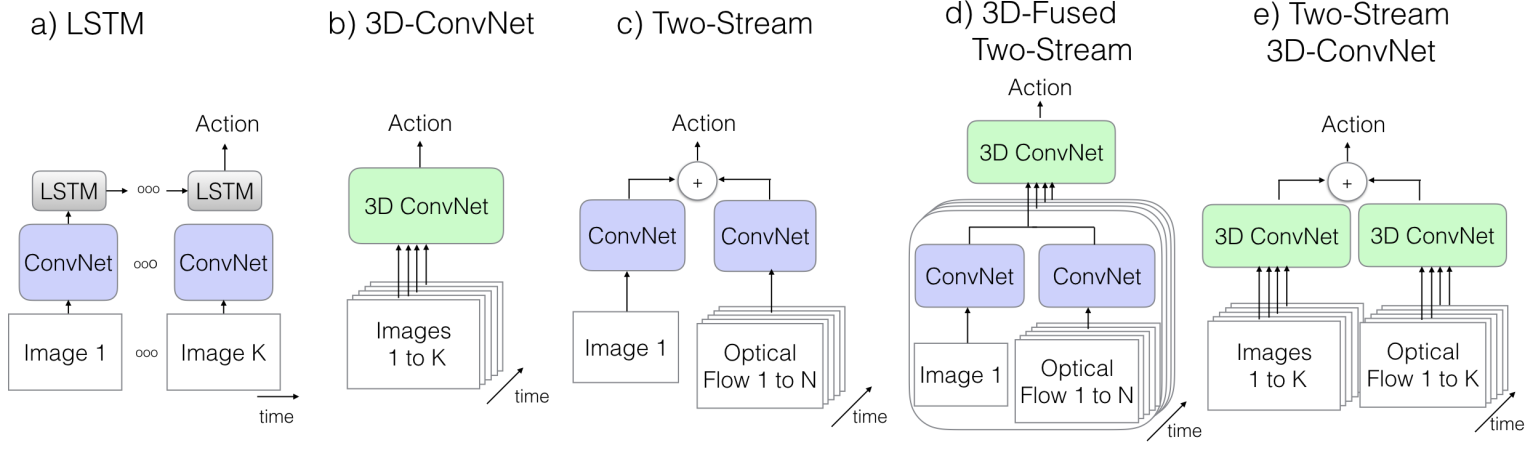 a) LSTM
Action
LSTM
ooo
LSTM
ConvNet
ooo
ConvNet
Image 1
ooo
Image K
time
b) 3D-ConvNet
Action
3D ConvNet
Images
1 to K
time
c) Two-Stream
Action
+
ConvNet
ConvNet
Image 1
Optical
Flow 1 to N
time
d) 3D-Fused
Two-Stream
Action
3D ConvNet
ConvNet
ConvNet
Image 1
Optical
Flow 1 to N
time
e) Two-Stream
3D-ConvNet
Action
+
3D ConvNet
3D ConvNet
Images
1 to K
Optical
Flow 1 to K
time